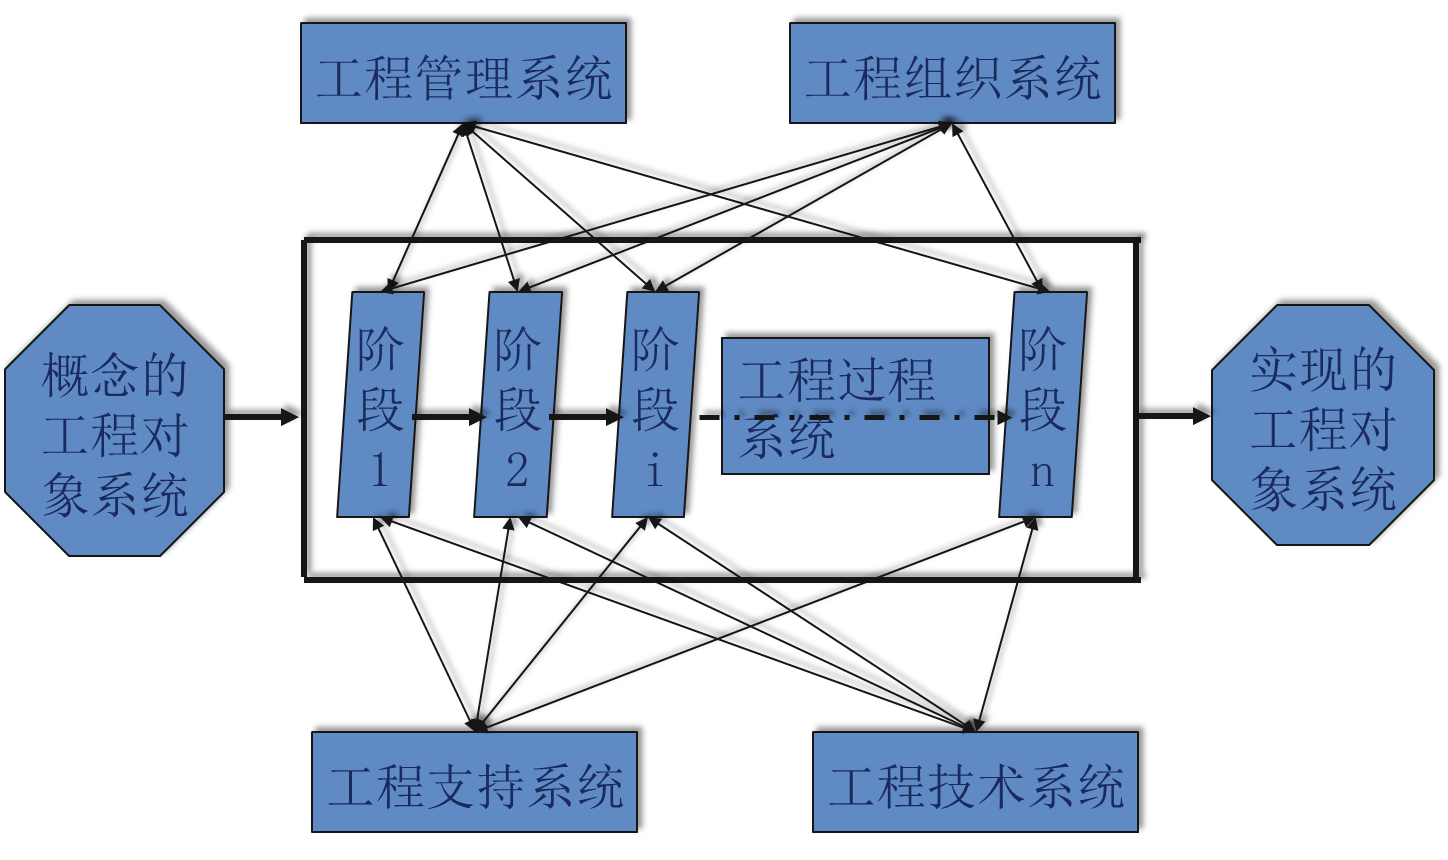 工程管理系统
工程组织系统
概念的
工程对
象系统
阶
段
1
阶
段
2
阶
段
i
工程过程
系统
阶
段
n
实现的
工程对
象系统
工程支持系统
工程技术系统